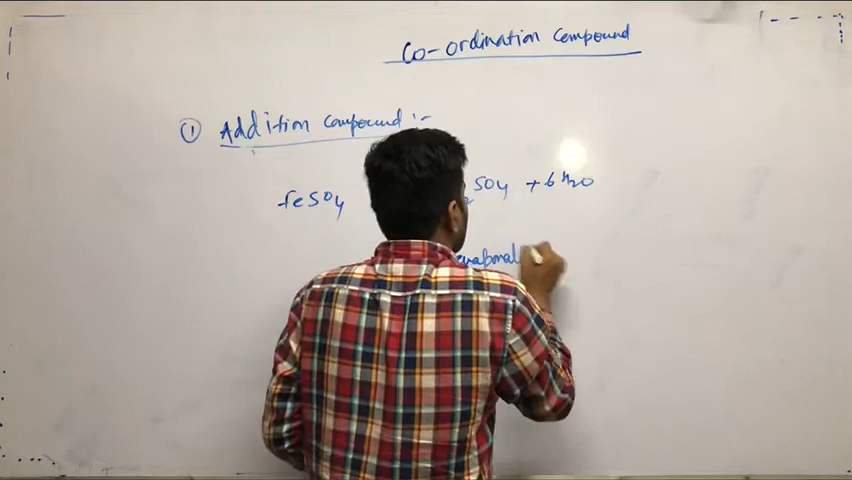 Co-ordination Compound
① Addition Compound :-
FeSO4 SO4 + 6H2O